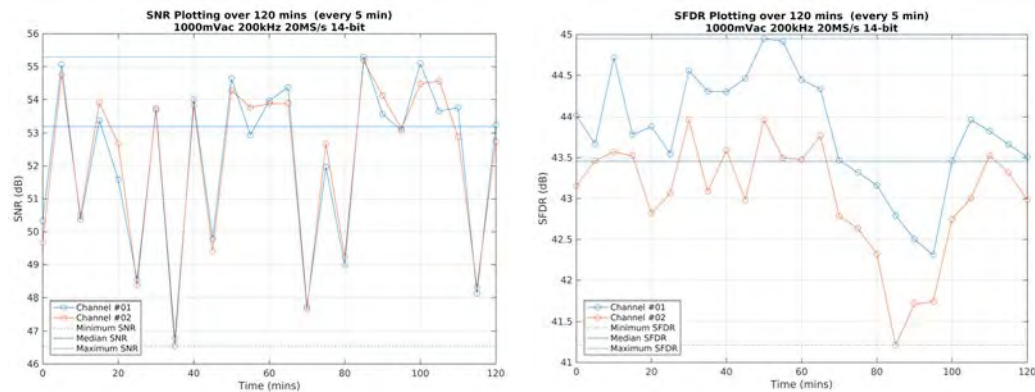 SNR Plotting over 120 mins  (every 5 min)
1000mVac 200kHz 20MS/s 14-bit
56
55
54
53
52
51
50
49
48
47
46
SNR (dB)
Channel #01
Channel #02
Minimum SNR
Median SNR
Maximum SNR
0
20
40
60
80
100
120
Time (mins)
SFDR Plotting over 120 mins  (every 5 min)
1000mVac 200kHz 20MS/s 14-bit
45
44.5
44
43.5
43
42.5
42
41.5
41
SFDR (dB)
Channel #01
Channel #02
Minimum SFDR
Median SFDR
Maximum SFDR
0
20
40
60
80
100
120
Time (mins)